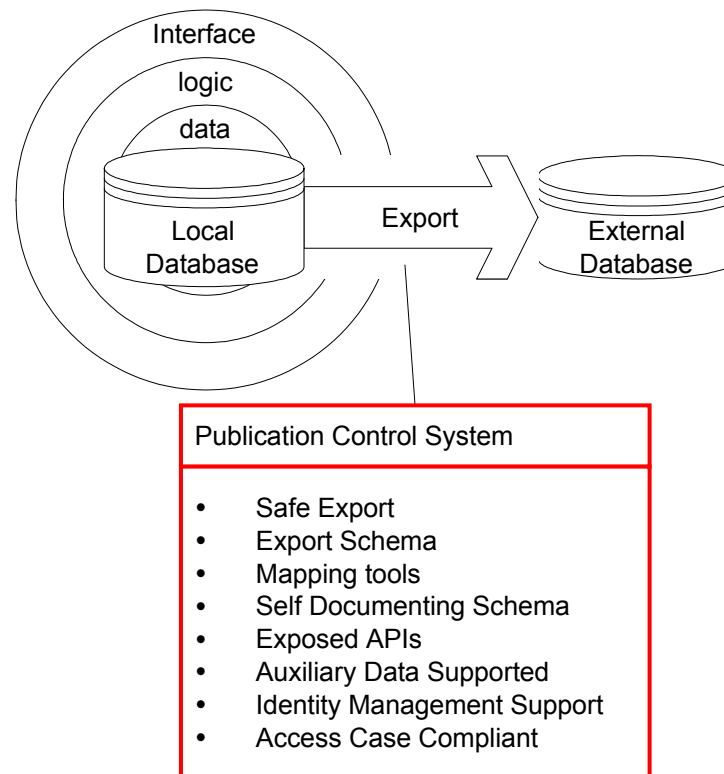 Interface
logic
data
Local
Database
Export
External
Database
Publication Control System
• Safe Export
• Export Schema
• Mapping tools
• Self Documenting Schema
• Exposed APIs
• Auxiliary Data Supported
• Identity Management Support
• Access Case Compliant